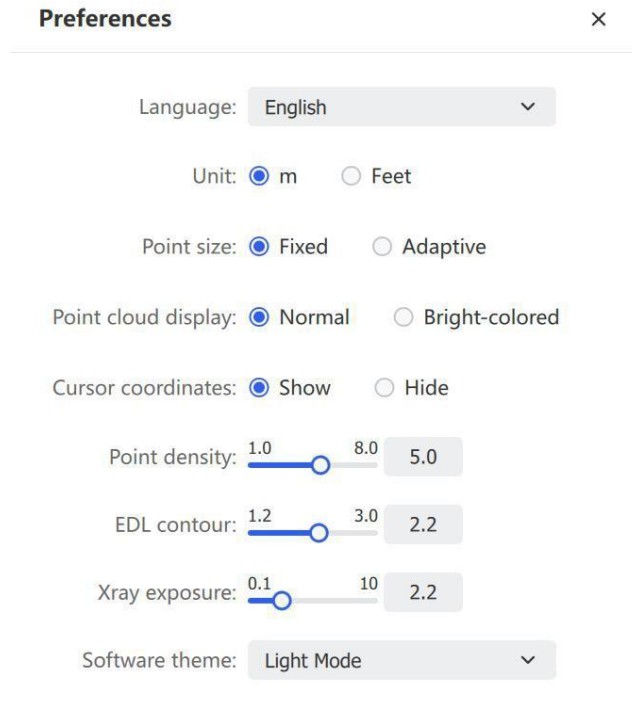 Preferences
Language: English
Unit: m Feet
Point size: Fixed Adaptive
Point cloud display: Normal Bright-colored
Cursor coordinates: Show Hide
Point density: 1.0 8.0 5.0
EDL contour: 1.2 3.0 2.2
Xray exposure: 0.1 10 2.2
Software theme: Light Mode